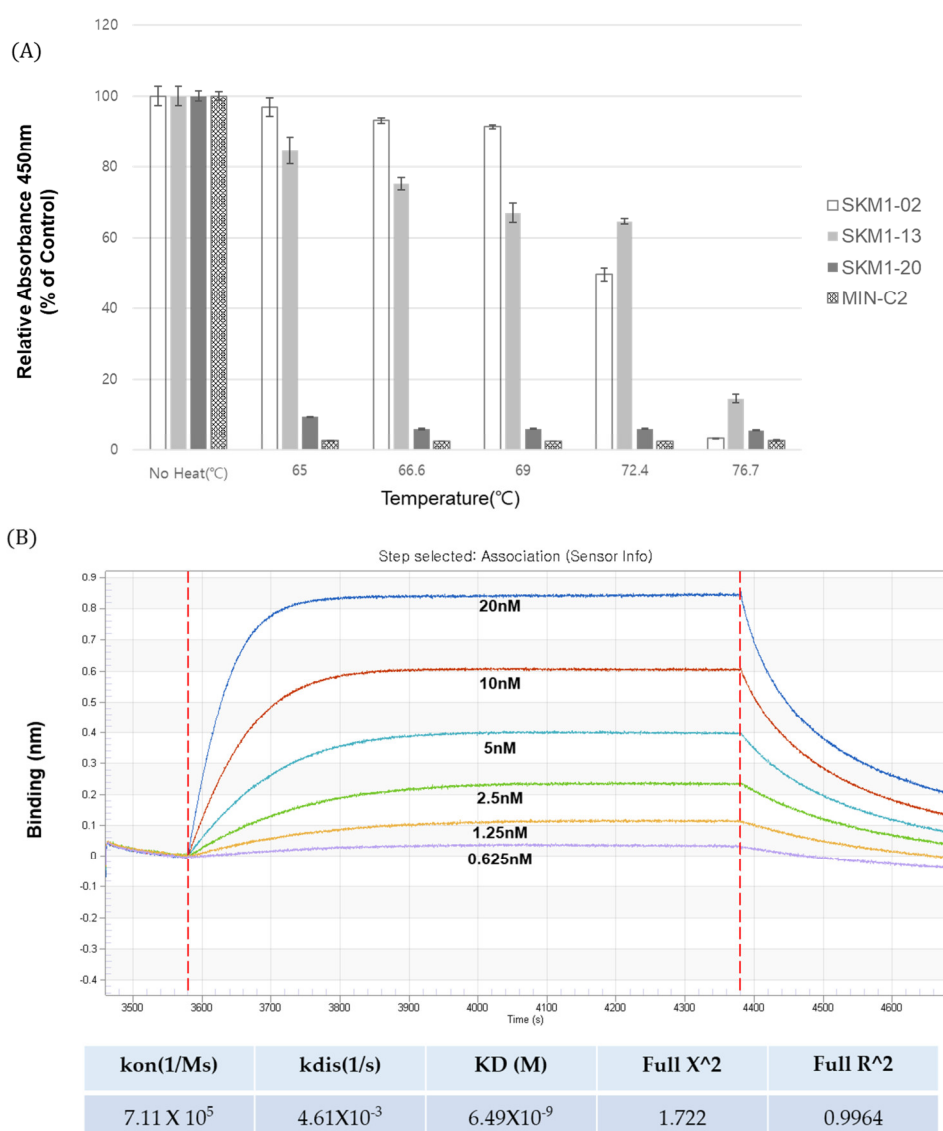 (A)
120
100
80
60
40
20
0
Relative Absorbance 450nm
(% of Control)
No Heat(℃) 65 66.6 69 72.4 76.7
Temperature(℃)
SKM1-02
SKM1-13
SKM1-20
MIN-C2
(B)
Step selected: Association (Sensor Info)
0.9
0.8
0.7
0.6
0.5
0.4
0.3
0.2
0.1
0
-0.1
-0.2
-0.3
-0.4
Binding (nm)
20nM
10nM
5nM
2.5nM
1.25nM
0.625nM
3500 3600 3700 3800 3900 4000 4100 4200 4300 4400 4500 4600
Time (s)
kon(1/Ms) kdis(1/s) KD (M) Full X^2 Full R^2
7.11 X 10⁵ 4.61X10⁻³ 6.49X10⁻⁹ 1.722 0.9964